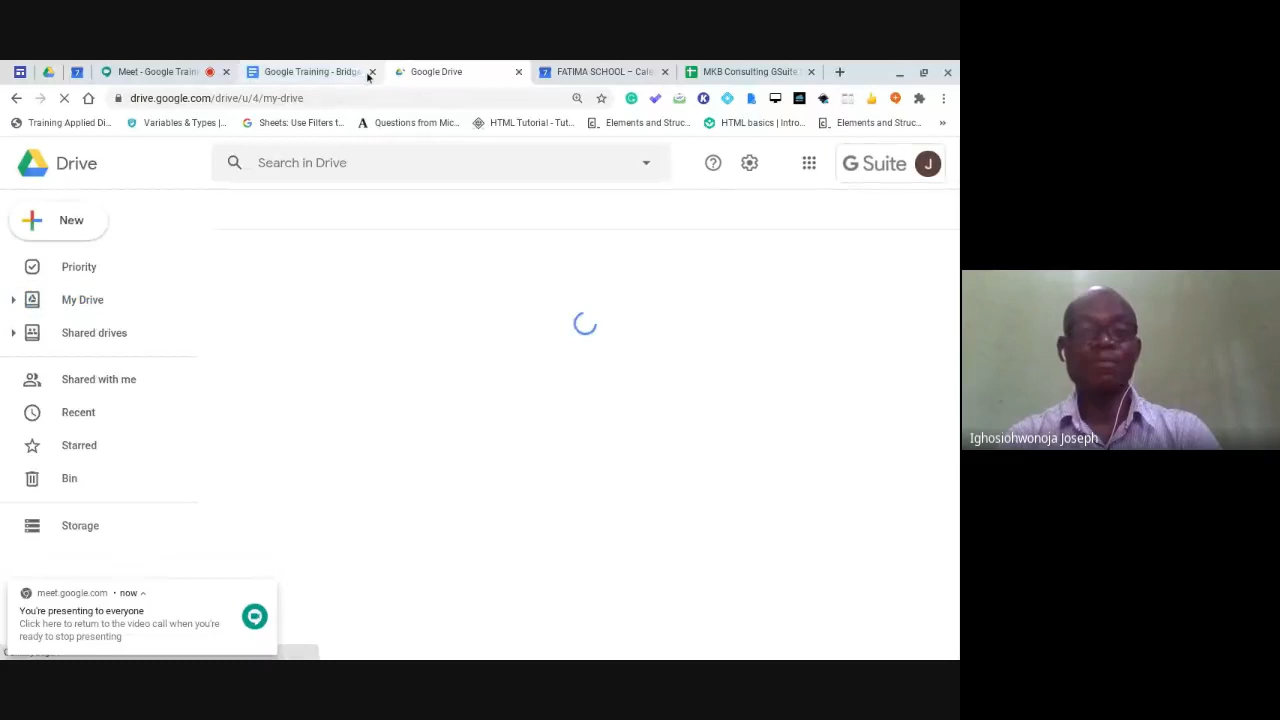 Meet - Google Train
Google Training - Bridge
Google Drive
FATIMA SCHOOL – Cale
MKB Consulting GSuite
drive.google.com/drive/u/4/my-drive
Training Applied Di...
Variables & Types |...
Sheets: Use Filters t...
Questions from Mic...
HTML Tutorial - Tut...
Elements and Struc...
HTML basics | Intro...
Elements and Struc...
»
Drive
Search in Drive
G Suite
J
New
Priority
My Drive
Shared drives
Shared with me
Recent
Starred
Bin
Storage
meet.google.com • now
You're presenting to everyone
Click here to return to the video call when you're
ready to stop presenting
Ighosiohwonoja Joseph